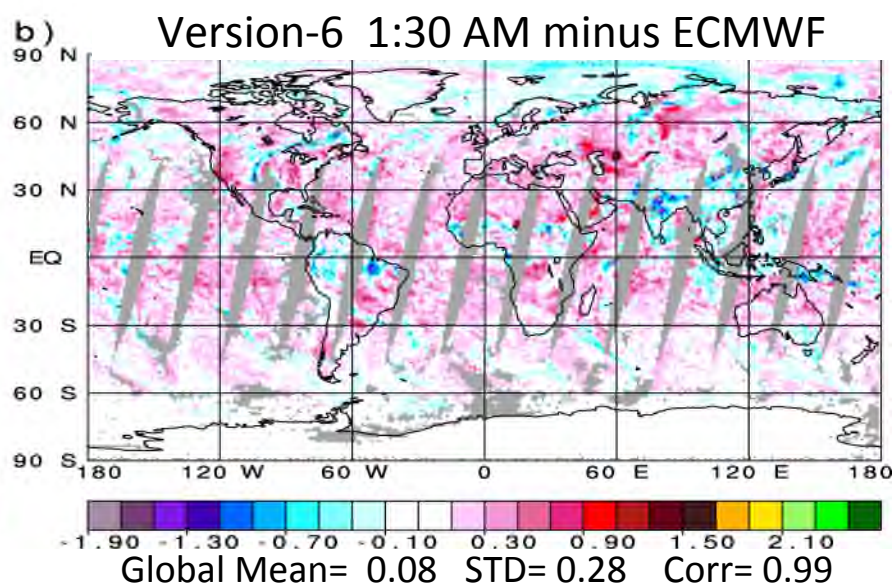 b) Version-6 1:30 AM minus ECMWF
90 N
60 N
30 N
EQ
30 S
60 S
90 S
180 120 W 60 W 0 60 E 120 E 180
-1.90 -1.30 -0.70 -0.10 0.30 0.90 1.50 2.10
Global Mean= 0.08 STD= 0.28 Corr= 0.99